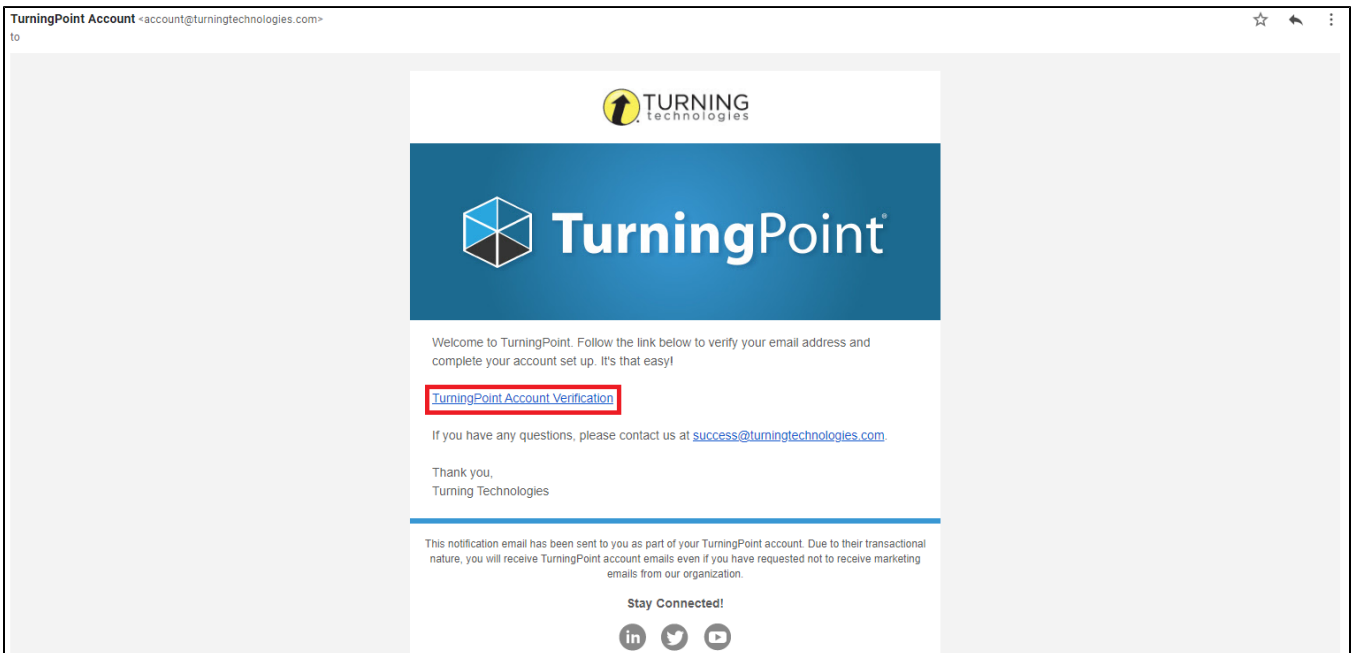 TurningPoint Account <account@turningtechnologies.com>
to
TURNING
technologies
TurningPoint®
Welcome to TurningPoint. Follow the link below to verify your email address and
complete your account set up. It's that easy!
TurningPoint Account Verification
If you have any questions, please contact us at success@turningtechnologies.com.
Thank you,
Turning Technologies
This notification email has been sent to you as part of your TurningPoint account. Due to their transactional
nature, you will receive TurningPoint account emails even if you have requested not to receive marketing
emails from our organization.
Stay Connected!
in